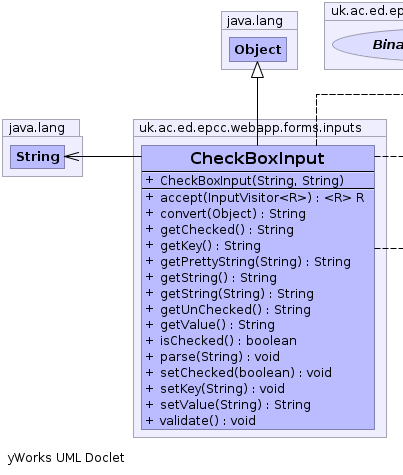 java.lang
Object
uk.ac.ed.epcc
Bina
java.lang
String
uk.ac.ed.epcc.webapp.forms.inputs
CheckBoxInput
+ CheckBoxInput(String, String)
+ accept(InputVisitor<R>) : <R> R
+ convert(Object) : String
+ getChecked() : String
+ getKey() : String
+ getPrettyString(String) : String
+ getString() : String
+ getString(String) : String
+ getUnChecked() : String
+ getValue() : String
+ isChecked() : boolean
+ parse(String) : void
+ setChecked(boolean) : void
+ setKey(String) : void
+ setValue(String) : String
+ validate() : void
yWorks UML Doclet